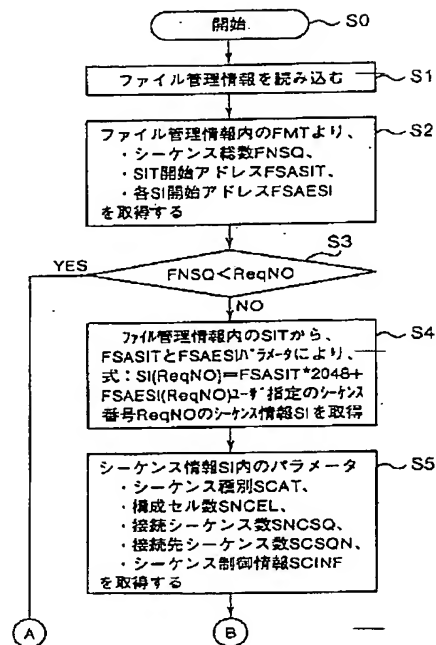 開始
S0
ファイル管理情報を読み込む
S1
ファイル管理情報内のFMTより、
・シーケンス総数FNSQ、
・SIT開始アドレスFSASIT、
・各SI開始アドレスFSAESI
を取得する
S2
S3
YES
FNSQ<ReqNO
NO
ファイル管理情報内のSITから、
FSASITとFSAESIパラメータにより、
式:SI(ReqNO)=FSASIT*2048+
FSAESI(ReqNO)ユーザ指定のシーケンス
番号ReqNOのシーケンス情報SIを取得
S4
シーケンス情報SI内のパラメータ
・シーケンス種別SCAT、
・構成セル数SNCEL、
・接続シーケンス数SNCSQ、
・接続先シーケンス数SCSQN、
・シーケンス制御情報SCINF
を取得する
S5
A
B